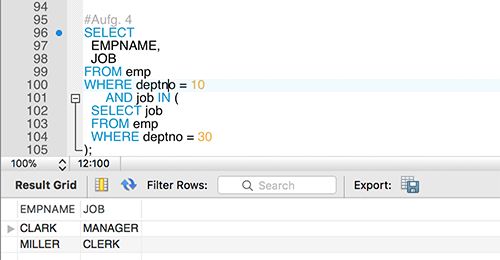 94
95 #Aufg. 4
96 SELECT
97 EMPNAME,
98 JOB
99 FROM emp
100 WHERE deptno = 10
101 AND job IN (
102 SELECT job
103 FROM emp
104 WHERE deptno = 30
105 );
100% 12:100
Result Grid Filter Rows: Search Export:
EMPNAME JOB
CLARK MANAGER
MILLER CLERK